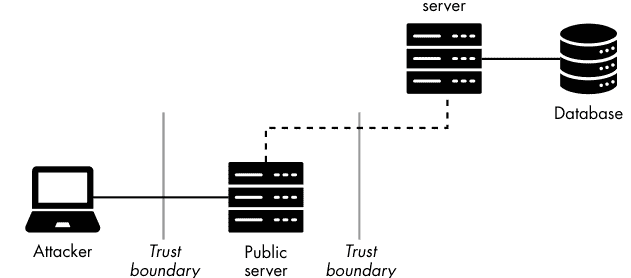 server
Database
Attacker
Trust
boundary
Public
server
Trust
boundary